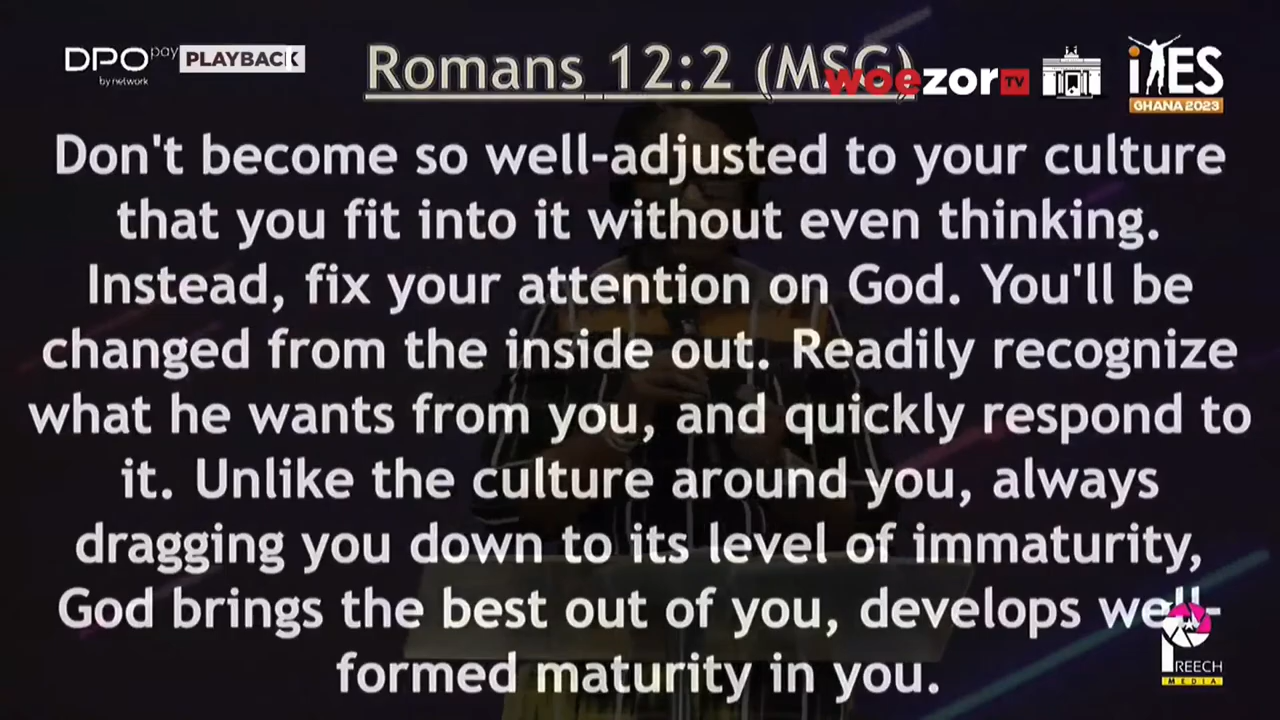 DPO pay PLAYBACK
by network
Romans 12:2 (MSG)
woezor TV
iYES
GHANA 2023
Don't become so well-adjusted to your culture
that you fit into it without even thinking.
Instead, fix your attention on God. You'll be
changed from the inside out. Readily recognize
what he wants from you, and quickly respond to
it. Unlike the culture around you, always
dragging you down to its level of immaturity,
God brings the best out of you, develops well-
formed maturity in you.
PREECH
MEDIA